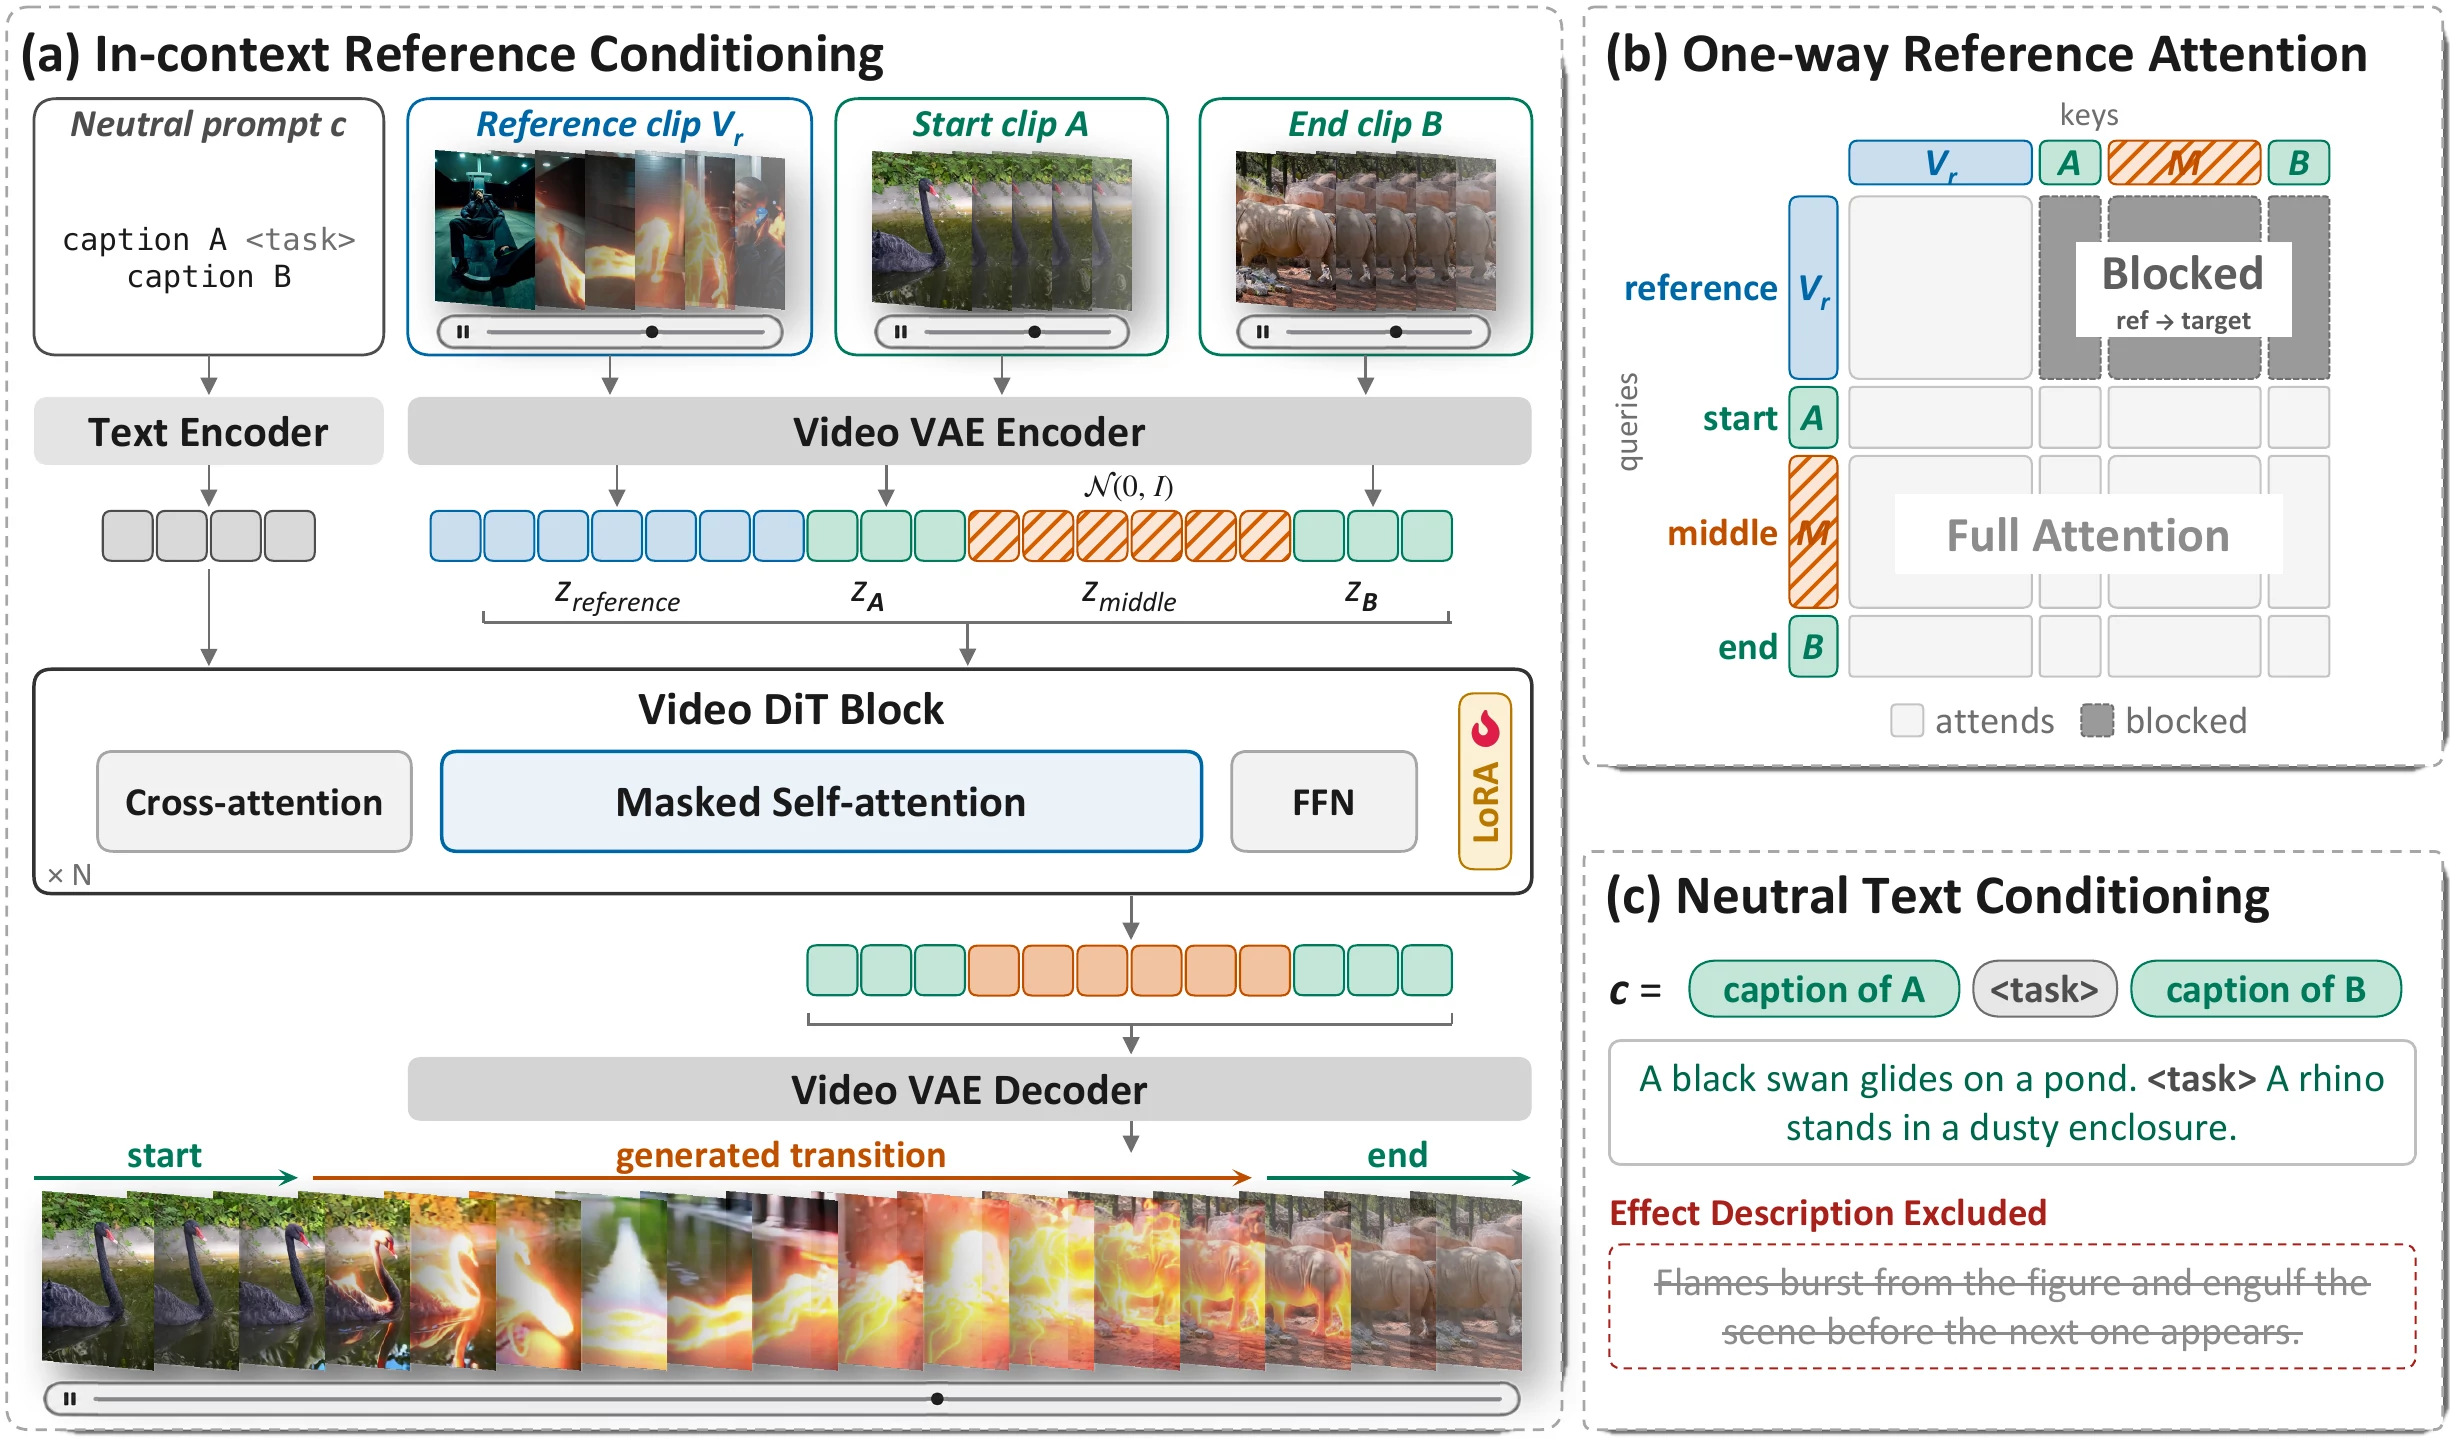 (a) In-context Reference Conditioning
Neutral prompt c
caption A <task>
caption B
Reference clip Vr
Start clip A
End clip B
Text Encoder
Video VAE Encoder
𝒩(0, I)
zreference
zA
zmiddle
zB
Video DiT Block
Cross-attention
Masked Self-attention
FFN
LoRA
× N
Video VAE Decoder
start
generated transition
end
(b) One-way Reference Attention
keys
Vr
A
M
B
queries
reference
Vr
Blocked
ref → target
start
A
middle
M
Full Attention
end
B
attends
blocked
(c) Neutral Text Conditioning
c =
caption of A
<task>
caption of B
A black swan glides on a pond. <task> A rhino
stands in a dusty enclosure.
Effect Description Excluded
Flames burst from the figure and engulf the
scene before the next one appears.